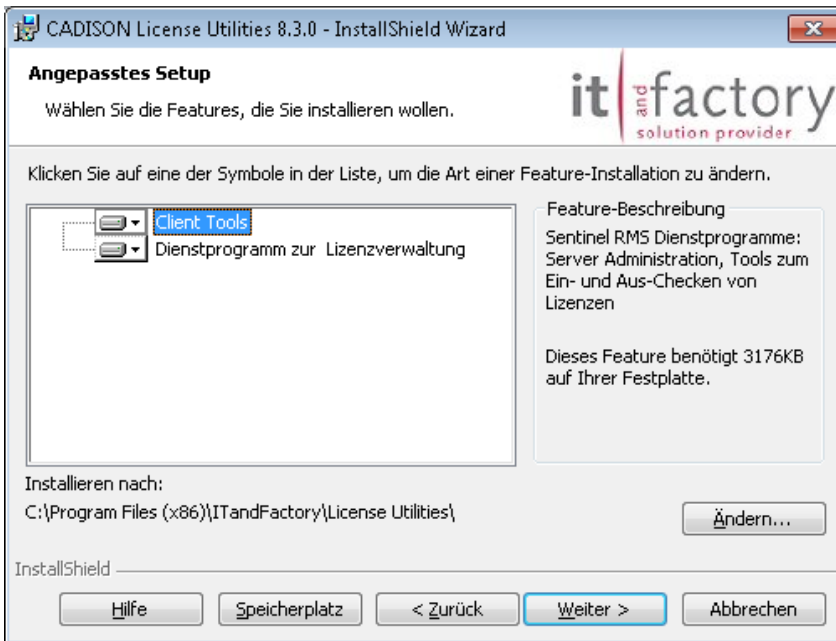 CADISON License Utilities 8.3.0 - InstallShield Wizard
Angepasstes Setup
Wählen Sie die Features, die Sie installieren wollen.
it and factory
solution provider
Klicken Sie auf eine der Symbole in der Liste, um die Art einer Feature-Installation zu ändern.
Client Tools
Dienstprogramm zur Lizenzverwaltung
Feature-Beschreibung
Sentinel RMS Dienstprogramme:
Server Administration, Tools zum
Ein- und Aus-Checken von
Lizenzen
Dieses Feature benötigt 3176KB
auf Ihrer Festplatte.
Installieren nach:
C:\Program Files (x86)\ITandFactory\License Utilities\
Ändern...
InstallShield
Hilfe
Speicherplatz
< Zurück
Weiter >
Abbrechen